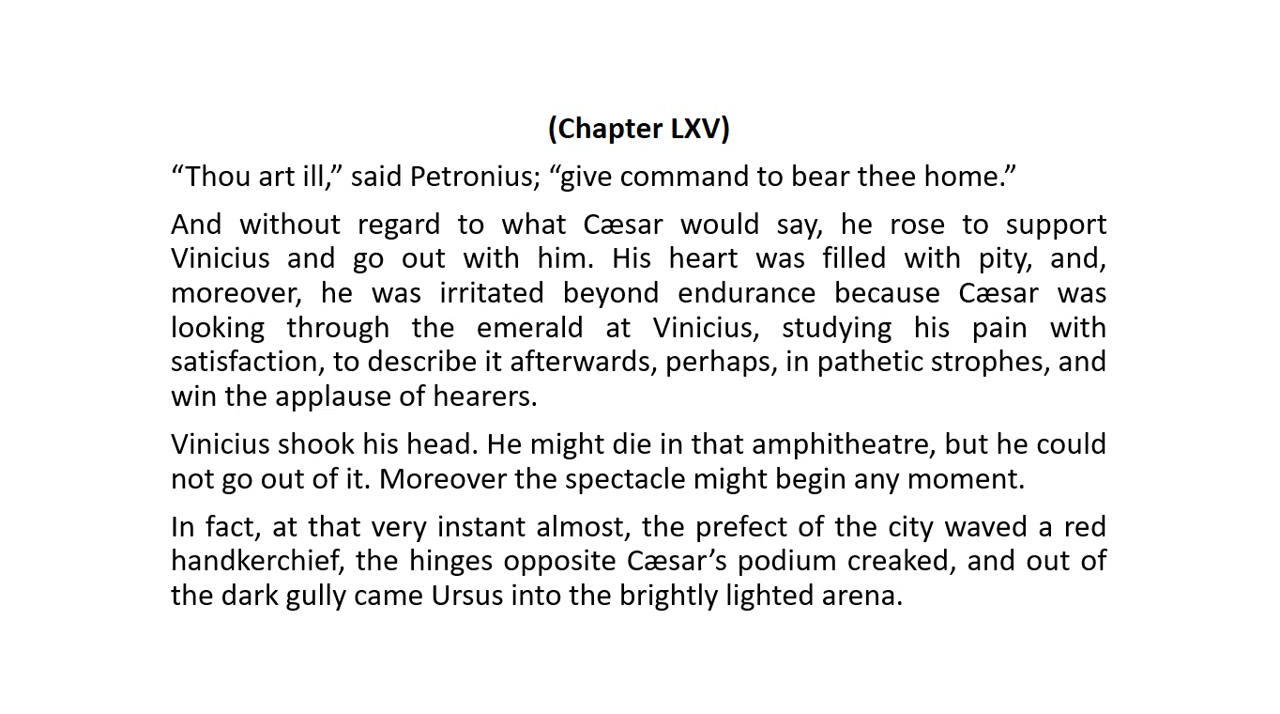 (Chapter LXV)
“Thou art ill,” said Petronius; “give command to bear thee home.”
And without regard to what Cæsar would say, he rose to support
Vinicius and go out with him. His heart was filled with pity, and,
moreover, he was irritated beyond endurance because Cæsar was
looking through the emerald at Vinicius, studying his pain with
satisfaction, to describe it afterwards, perhaps, in pathetic strophes, and
win the applause of hearers.
Vinicius shook his head. He might die in that amphitheatre, but he could
not go out of it. Moreover the spectacle might begin any moment.
In fact, at that very instant almost, the prefect of the city waved a red
handkerchief, the hinges opposite Cæsar’s podium creaked, and out of
the dark gully came Ursus into the brightly lighted arena.